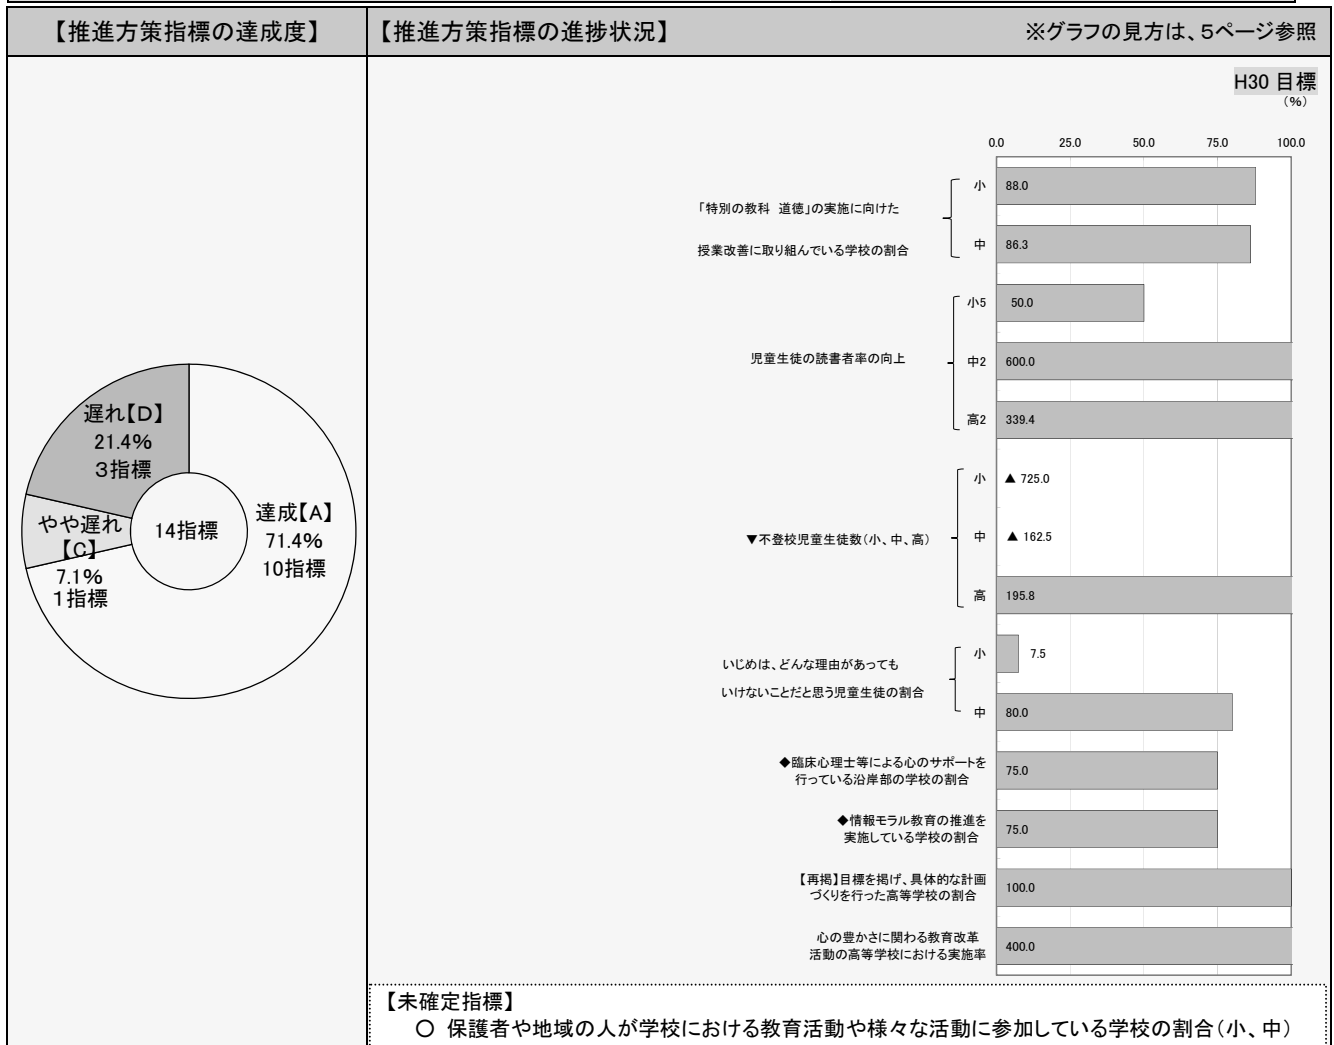 【推進方策指標の達成度】
【推進方策指標の進捗状況】
※グラフの見方は、5ページ参照
遅れ【D】
21.4%
3指標
やや遅れ
【C】
7.1%
1指標
14指標
達成【A】
71.4%
10指標
H30 目標
(%)
0.0 25.0 50.0 75.0 100.0
「特別の教科 道徳」の実施に向けた
授業改善に取り組んでいる学校の割合
小 88.0
中 86.3
児童生徒の読書者率の向上
小5 50.0
中2 600.0
高2 339.4
▼不登校児童生徒数(小、中、高)
小 ▲ 725.0
中 ▲ 162.5
高 195.8
いじめは、どんな理由があっても
いけないことだと思う児童生徒の割合
小 7.5
中 80.0
◆臨床心理士等による心のサポートを
行っている沿岸部の学校の割合
75.0
◆情報モラル教育の推進を
実施している学校の割合
75.0
【再掲】目標を掲げ、具体的な計画
づくりを行った高等学校の割合
100.0
心の豊かさに関わる教育改革
活動の高等学校における実施率
400.0
【未確定指標】
○ 保護者や地域の人が学校における教育活動や様々な活動に参加している学校の割合(小、中)